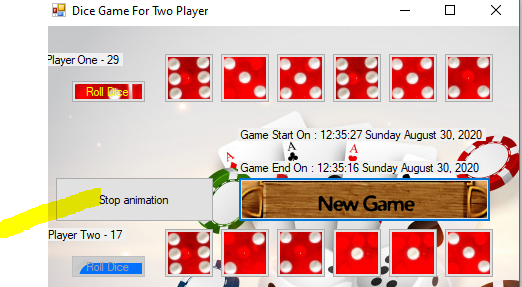 Dice Game For Two Player
Player One - 29
Roll Dice
Game Start On : 12:35:27 Sunday August 30, 2020
Game End On : 12:35:16 Sunday August 30, 2020
Stop animation
New Game
Player Two - 17
Roll Dice